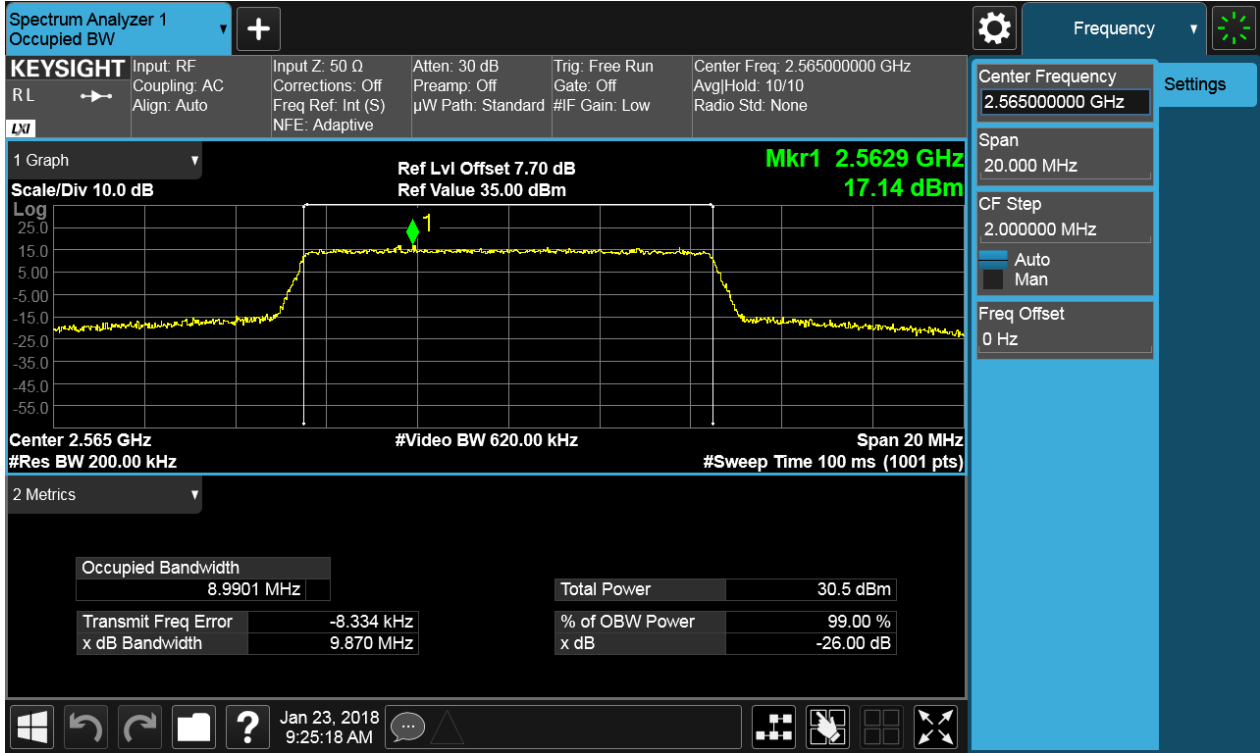 Spectrum Analyzer 1
Occupied BW
+
Frequency
KEYSIGHT
R L
LXI
Input: RF
Coupling: AC
Align: Auto
Input Z: 50 Ω
Corrections: Off
Freq Ref: Int (S)
NFE: Adaptive
Atten: 30 dB
Preamp: Off
µW Path: Standard
Trig: Free Run
Gate: Off
#IF Gain: Low
Center Freq: 2.565000000 GHz
Avg|Hold: 10/10
Radio Std: None
Center Frequency
2.565000000 GHz
Settings
Span
20.000 MHz
CF Step
2.000000 MHz
Auto
Man
Freq Offset
0 Hz
1 Graph
Ref Lvl Offset 7.70 dB
Mkr1 2.5629 GHz
Scale/Div 10.0 dB
Ref Value 35.00 dBm
17.14 dBm
Log
1
25.0
15.0
5.00
-5.00
-15.0
-25.0
-35.0
-45.0
-55.0
Center 2.565 GHz
#Video BW 620.00 kHz
Span 20 MHz
#Res BW 200.00 kHz
#Sweep Time 100 ms (1001 pts)
2 Metrics
Occupied Bandwidth
8.9901 MHz
Total Power 30.5 dBm
Transmit Freq Error -8.334 kHz
% of OBW Power 99.00 %
x dB Bandwidth 9.870 MHz
x dB -26.00 dB
?
Jan 23, 2018
9:25:18 AM